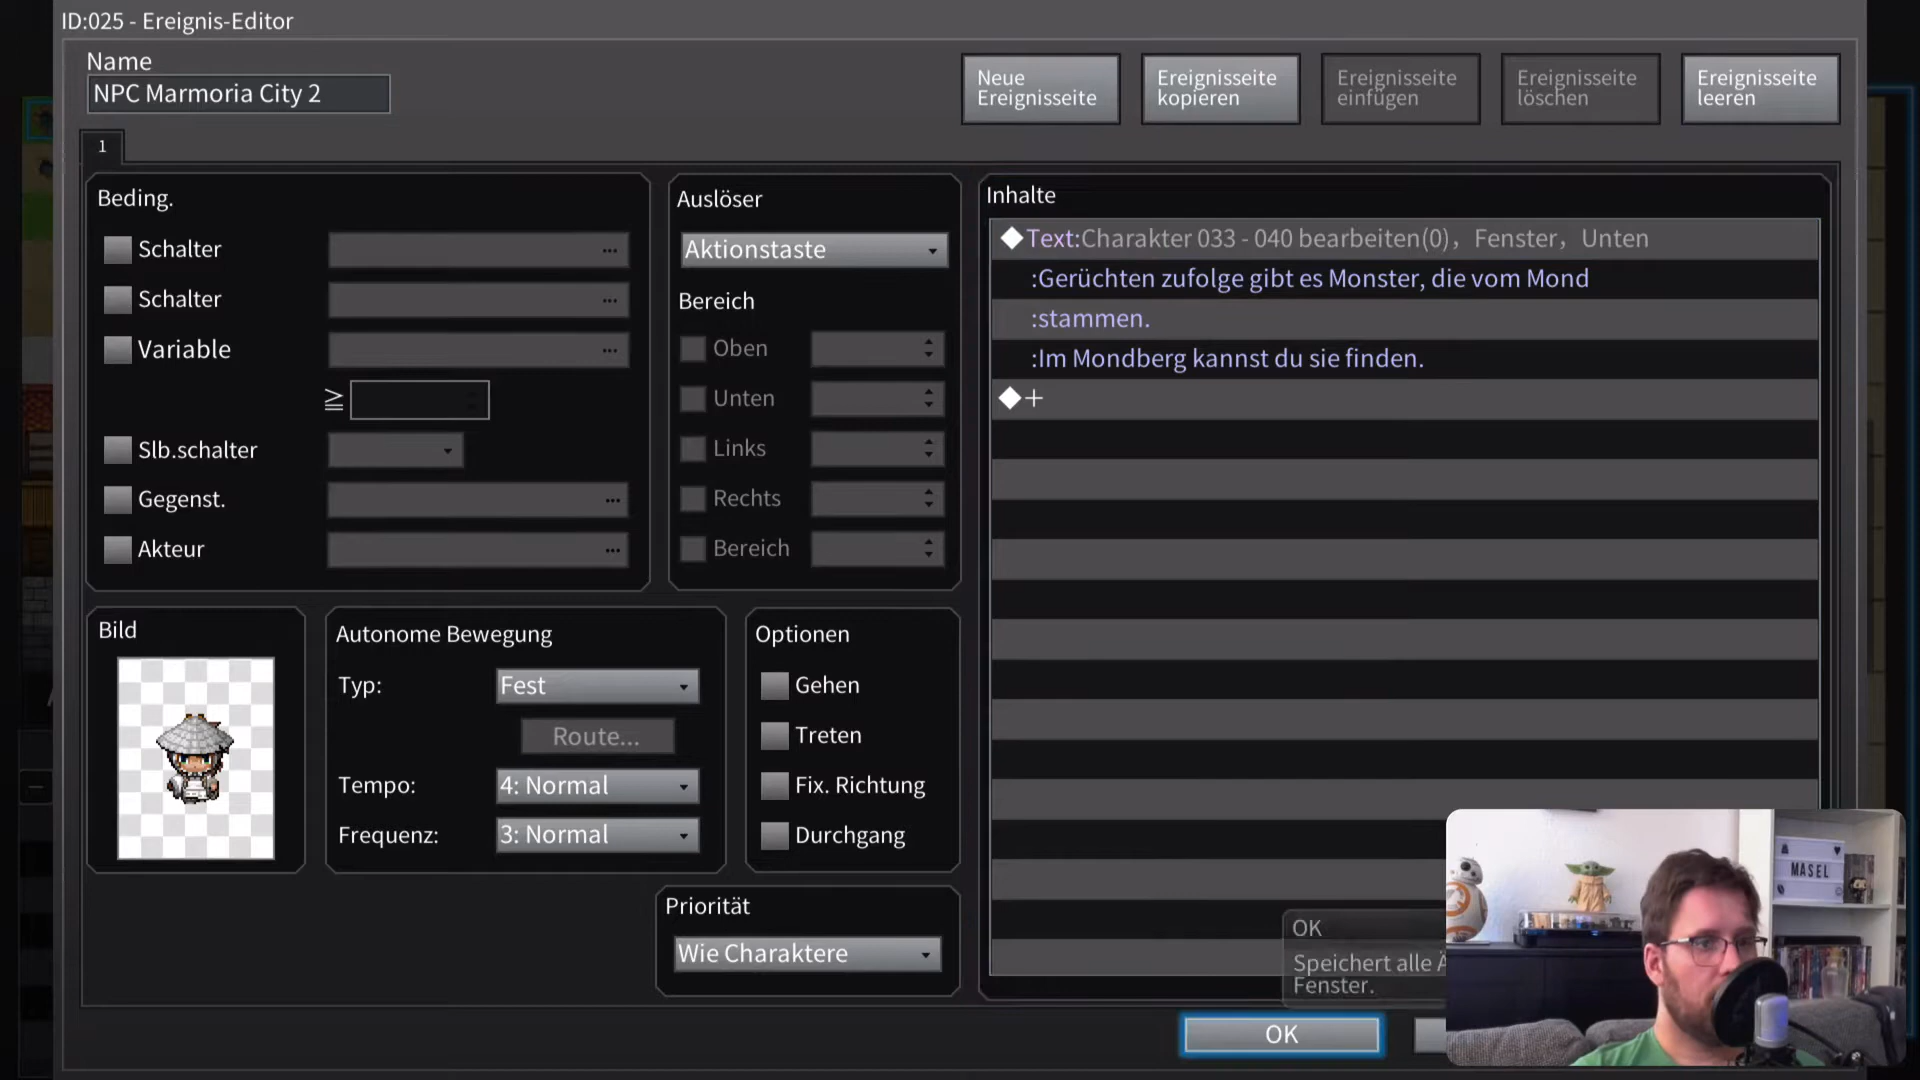 ID:025 - Ereignis-Editor
Name
NPC Marmoria City 2
Neue
Ereignisseite
Ereignisseite
kopieren
Ereignisseite
einfügen
Ereignisseite
löschen
Ereignisseite
leeren
1
Beding.
Schalter ...
Schalter ...
Variable ...
≧
Slb.schalter
Gegenst. ...
Akteur ...
Auslöser
Aktionstaste
Bereich
Oben
Unten
Links
Rechts
Bereich
Inhalte
◆Text:Charakter 033 - 040 bearbeiten(0), Fenster, Unten
:Gerüchten zufolge gibt es Monster, die vom Mond
:stammen.
:Im Mondberg kannst du sie finden.
◆+
Bild
Autonome Bewegung
Typ: Fest
Route...
Tempo: 4: Normal
Frequenz: 3: Normal
Optionen
Gehen
Treten
Fix. Richtung
Durchgang
Priorität
Wie Charaktere
OK
Speichert alle
Fenster.
OK
MASEL